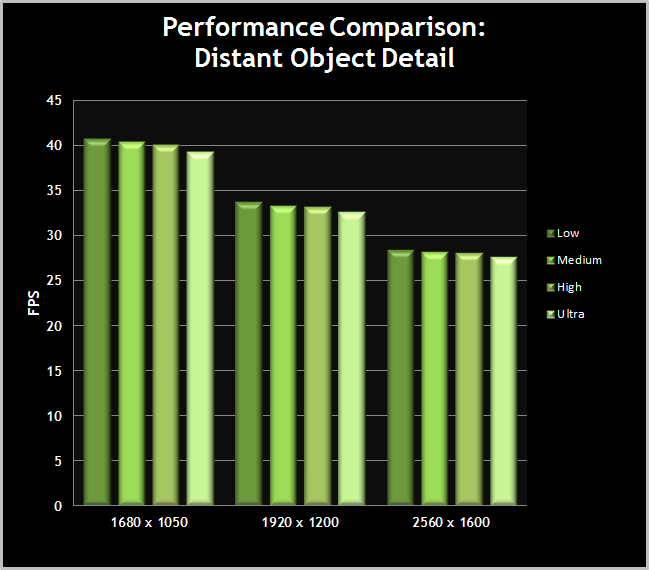 Performance Comparison:
Distant Object Detail
45
40
35
30
25
20
15
10
5
0
FPS
1680 x 1050
1920 x 1200
2560 x 1600
Low
Medium
High
Ultra